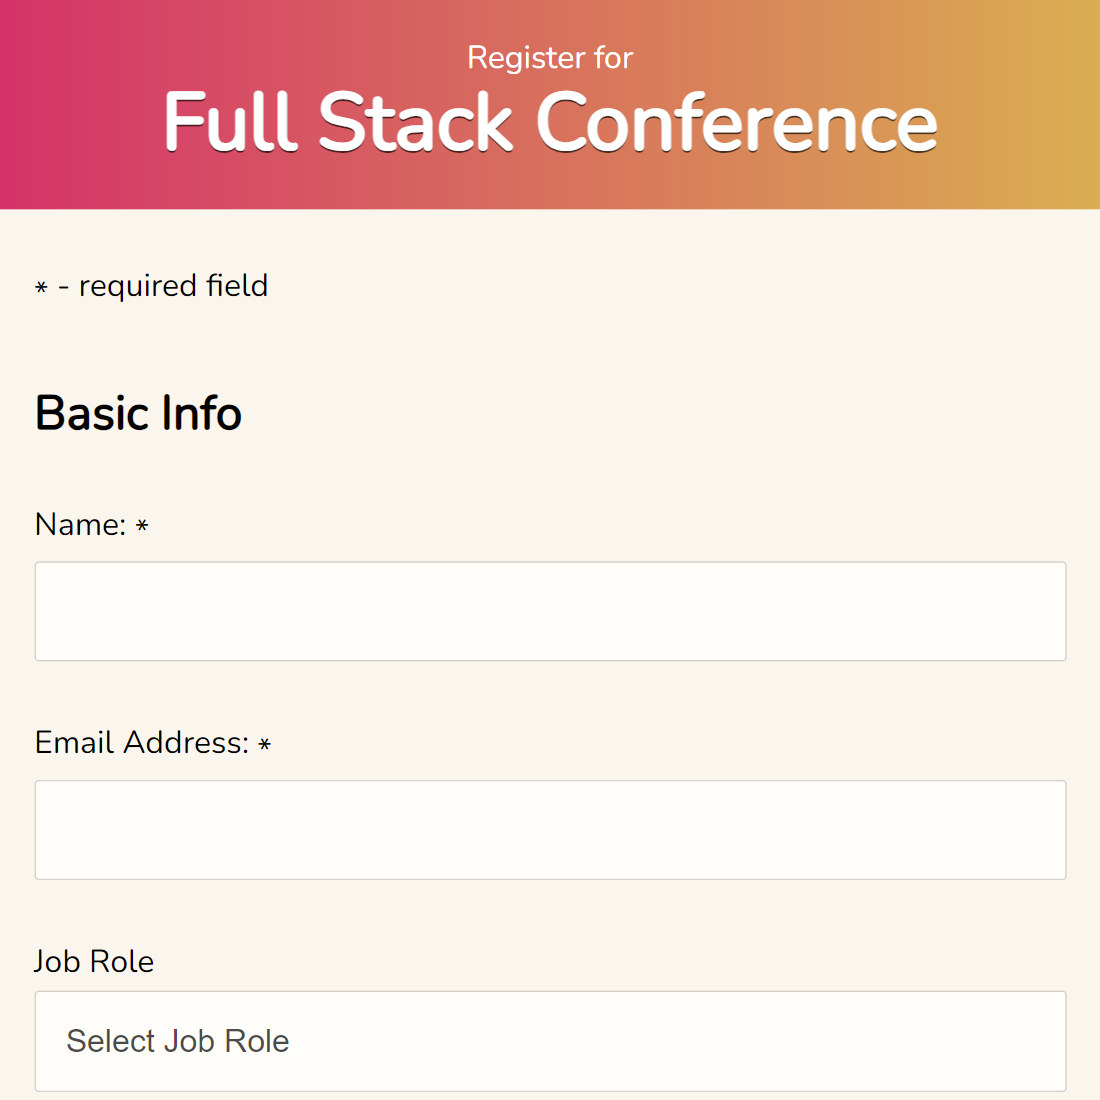 Register for
Full Stack Conference
* - required field
Basic Info
Name: *
Email Address: *
Job Role
Select Job Role